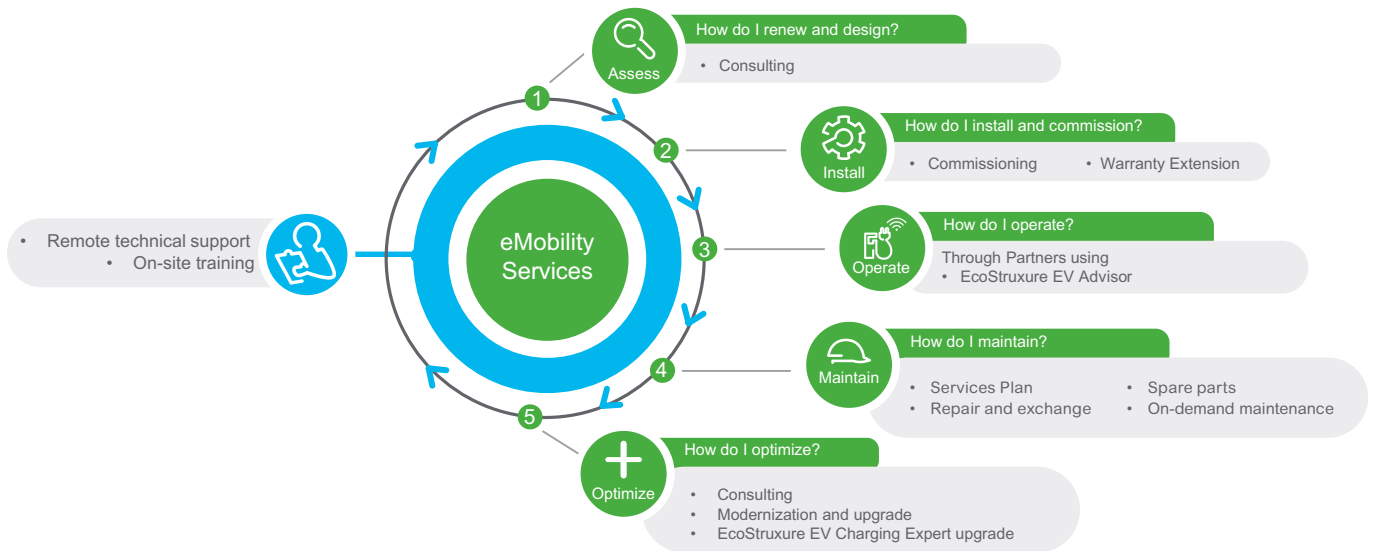 How do I renew and design?
Assess
• Consulting
1
How do I install and commission?
2
Install
• Commissioning • Warranty Extension
How do I operate?
3
Operate
Through Partners using
• EcoStruxure EV Advisor
eMobility
Services
• Remote technical support
• On-site training
How do I maintain?
4
Maintain
• Services Plan • Spare parts
• Repair and exchange • On-demand maintenance
5
How do I optimize?
Optimize
• Consulting
• Modernization and upgrade
• EcoStruxure EV Charging Expert upgrade